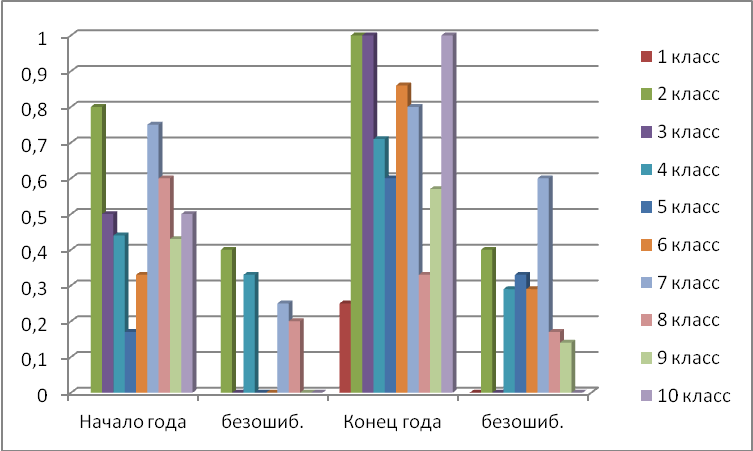 1
0,9
0,8
0,7
0,6
0,5
0,4
0,3
0,2
0,1
0
Начало года
безошиб.
Конец года
безошиб.
1 класс
2 класс
3 класс
4 класс
5 класс
6 класс
7 класс
8 класс
9 класс
10 класс